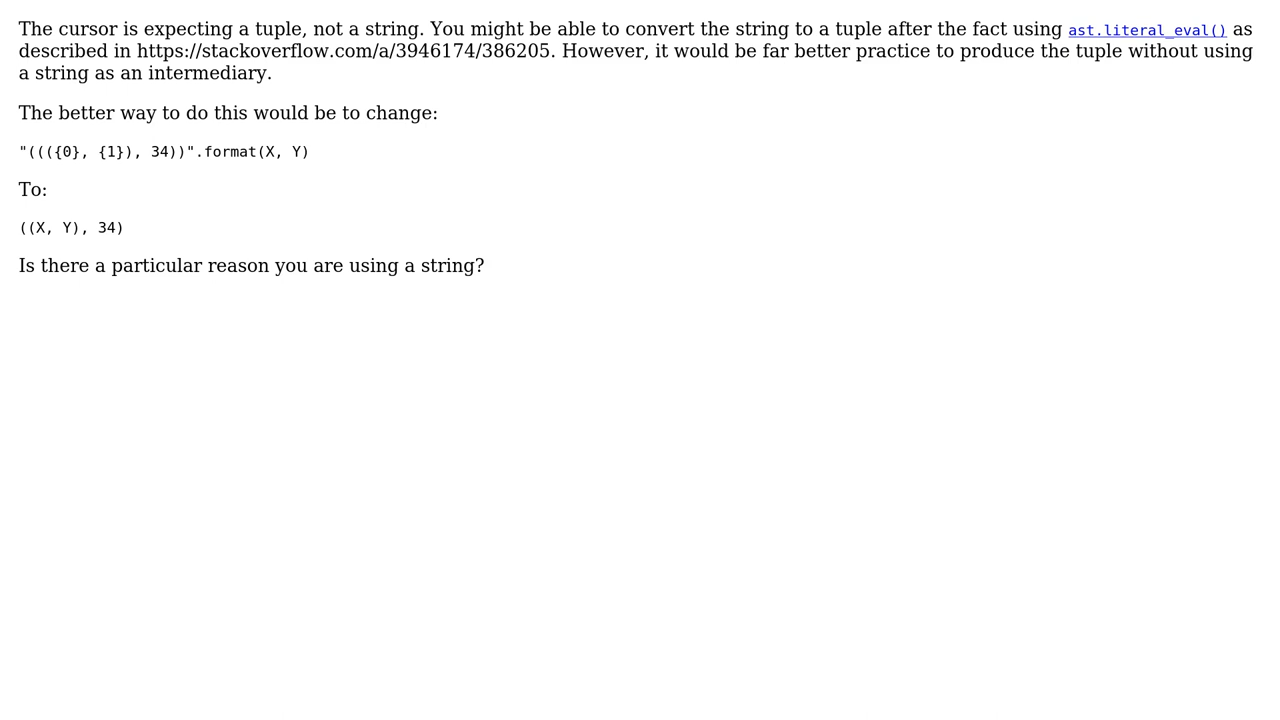 The cursor is expecting a tuple, not a string. You might be able to convert the string to a tuple after the fact using ast.literal_eval() as
described in https://stackoverflow.com/a/3946174/386205. However, it would be far better practice to produce the tuple without using
a string as an intermediary.
The better way to do this would be to change:
"((({0}, {1}), 34))".format(X, Y)
To:
((X, Y), 34)
Is there a particular reason you are using a string?